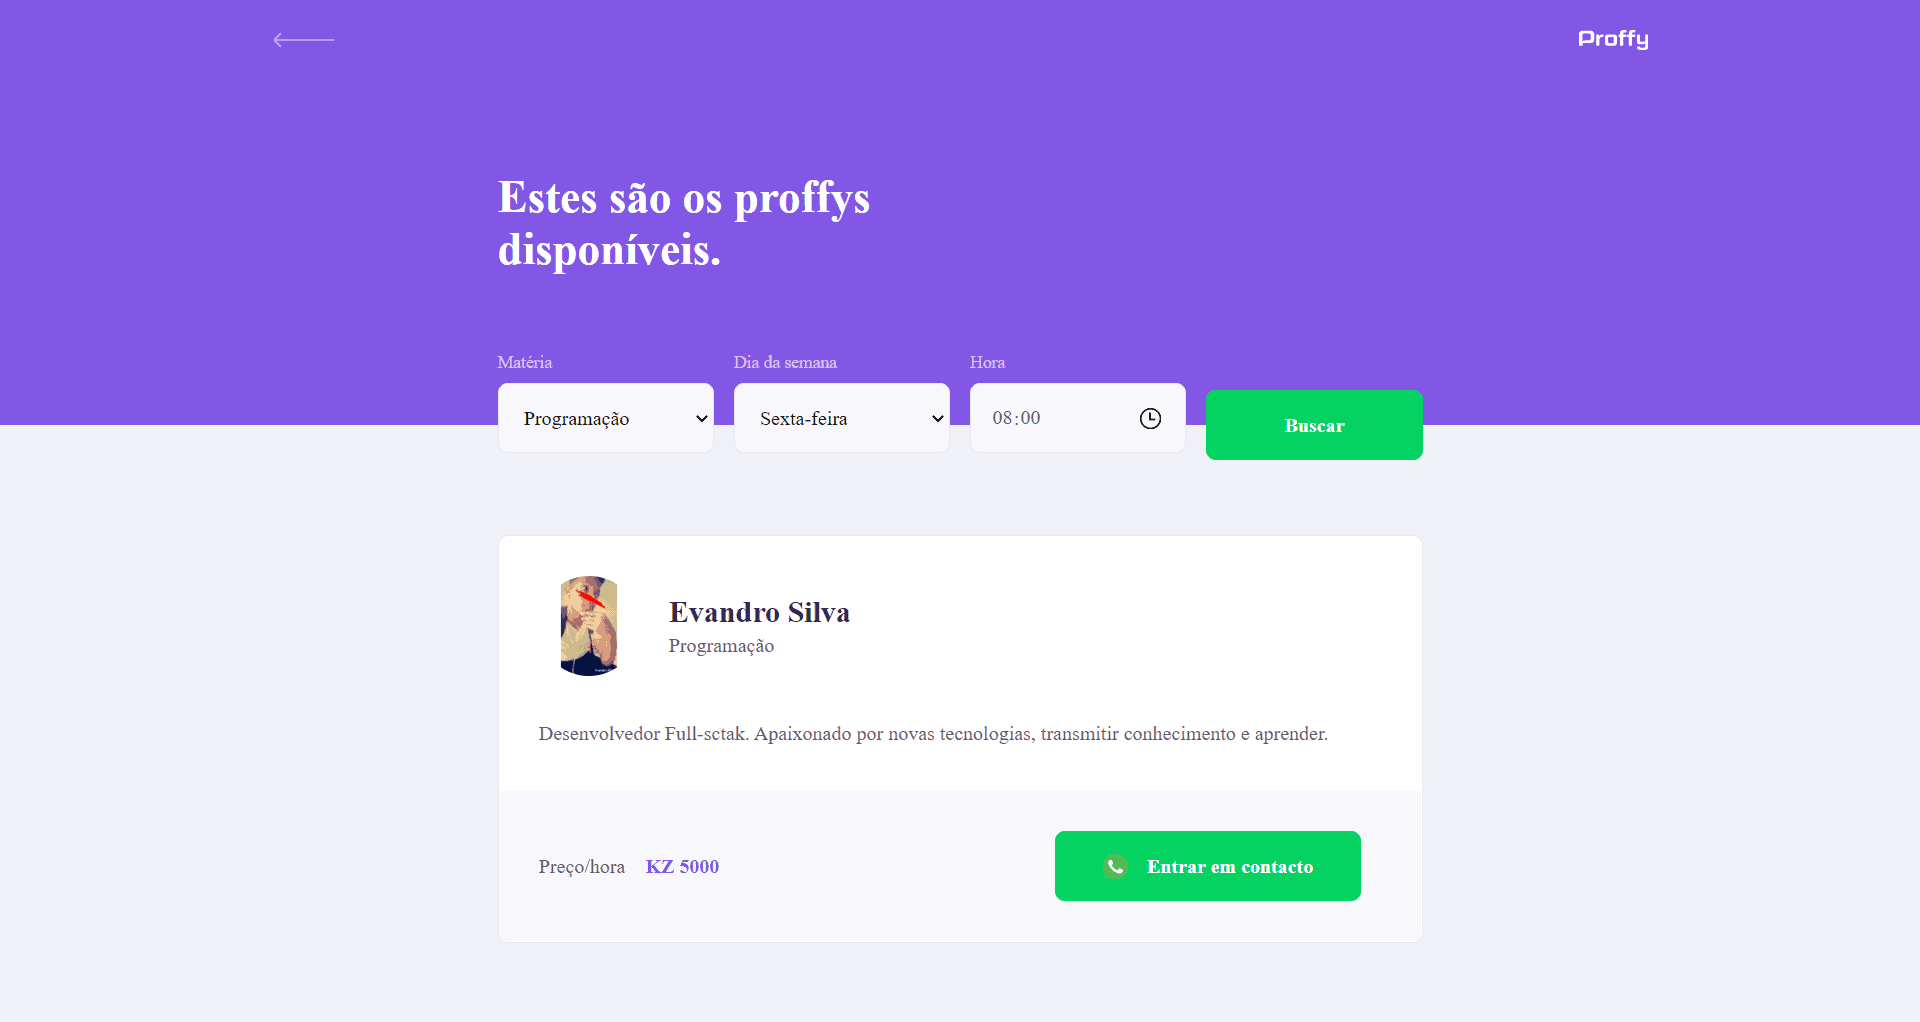 Proffy
Estes são os proffys
disponíveis.
Matéria
Dia da semana
Hora
Programação
Sexta-feira
08:00
Buscar
Evandro Silva
Programação
Desenvolvedor Full-sctak. Apaixonado por novas tecnologias, transmitir conhecimento e aprender.
Preço/hora KZ 5000
Entrar em contacto